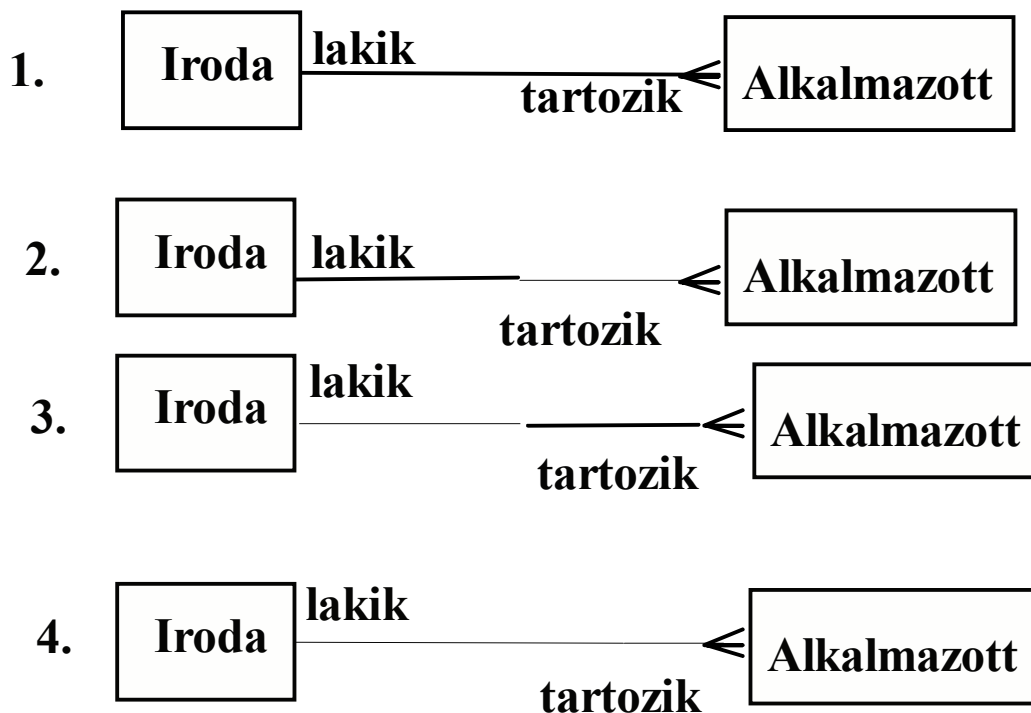 1. Iroda lakik tartozik Alkalmazott
2. Iroda lakik tartozik Alkalmazott
3. Iroda lakik tartozik Alkalmazott
4. Iroda lakik tartozik Alkalmazott